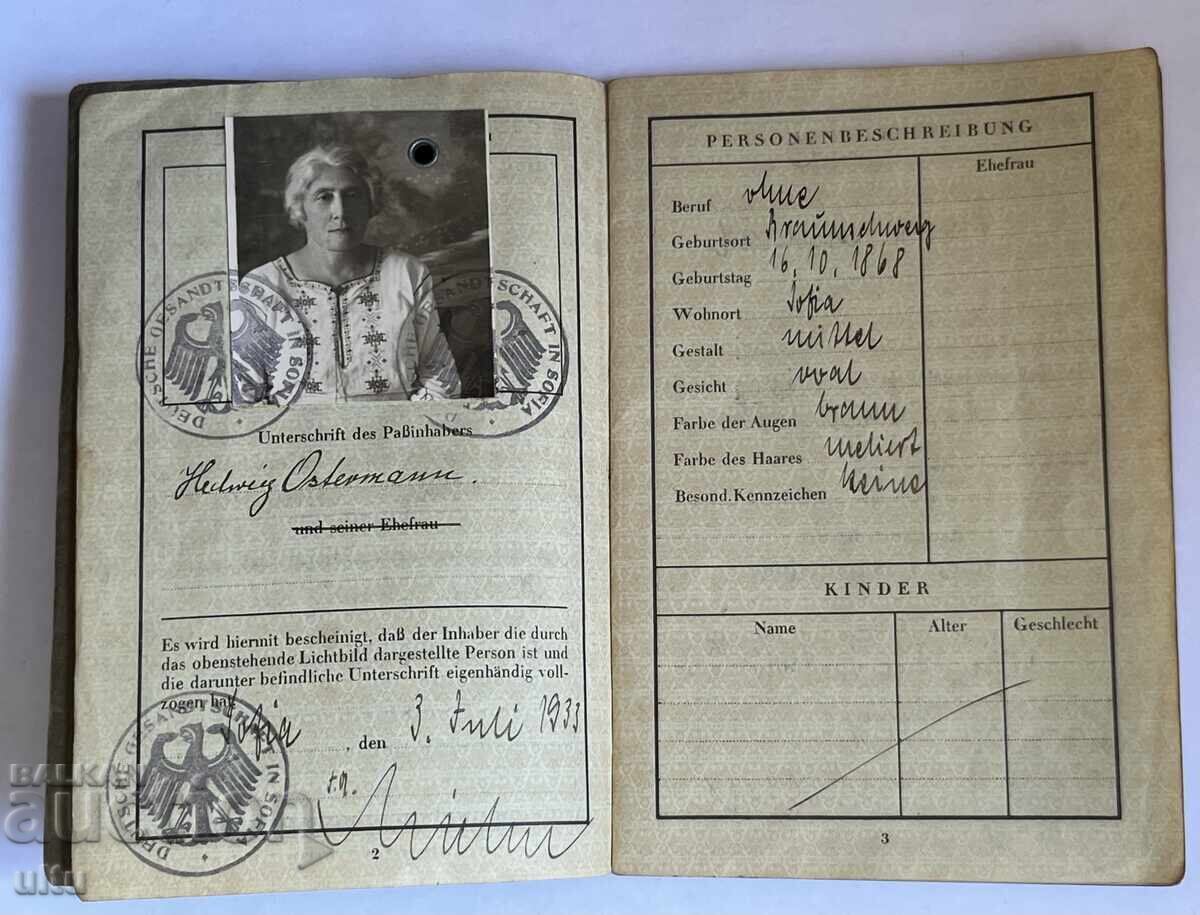 DEUTSCHE GESANDTSCHAFT IN SOFIA
DEUTSCHE GESANDTSCHAFT IN SOFIA
Unterschrift des Paßinhabers
Hedwig Ostermann.
und seiner Ehefrau
Es wird hiermit bescheinigt, daß der Inhaber die durch
das obenstehende Lichtbild dargestellte Person ist und
die darunter befindliche Unterschrift eigenhändig voll-
zogen hat.
Sofia, den 3. Juli 1933
DEUTSCHE GESANDTSCHAFT IN SOFIA
2
BALKAN
auction
ultu
PERSONENBESCHREIBUNG
Ehefrau
Beruf ohne
Geburtsort Braunschweig
Geburtstag 16.10.1868
Wohnort Sofia
Gestalt mittel
Gesicht oval
Farbe der Augen braun
Farbe des Haares meliert
Besond. Kennzeichen keine
KINDER
Name Alter Geschlecht
3